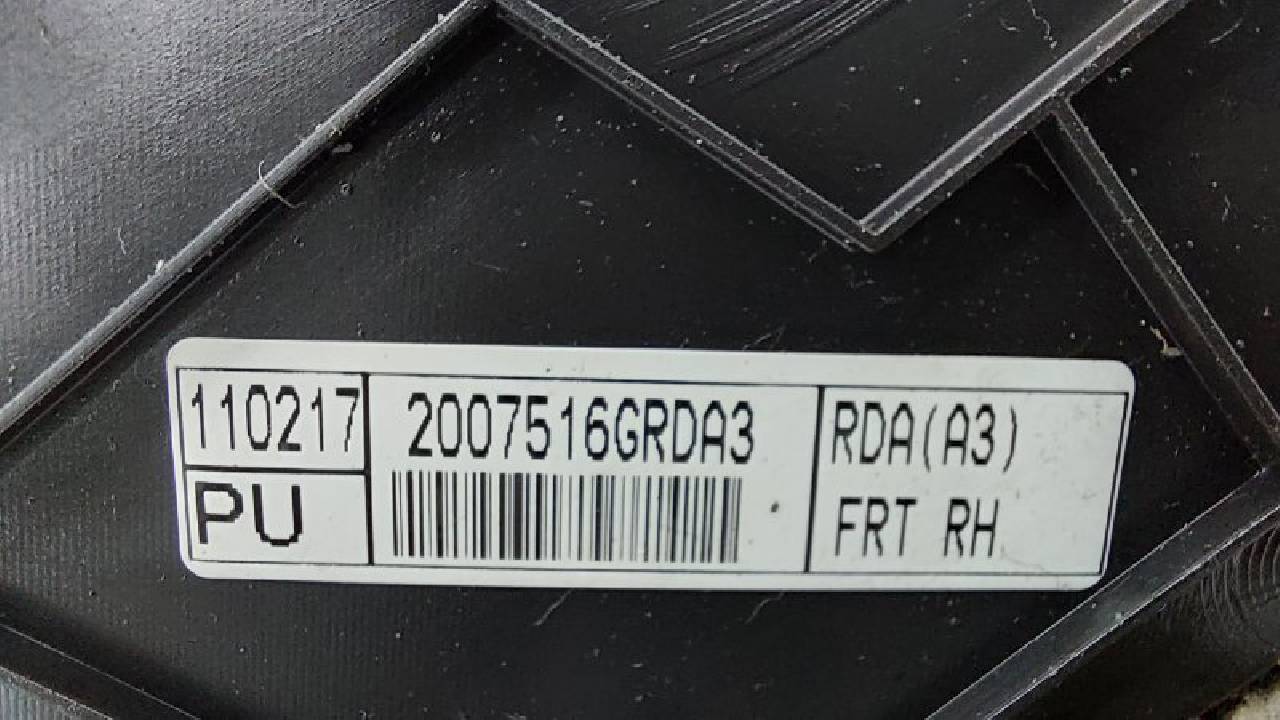 110217
PU
2007516GRDA3
RDA(A3)
FRT RH